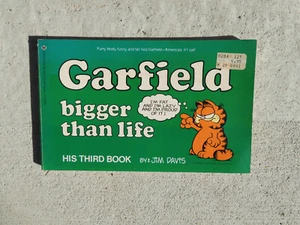 Garfield
bigger
than life
I'M FAT
AND I'M LAZY
AND I'M PROUD
OF IT!
HIS THIRD BOOK
BY: JIM DAVIS